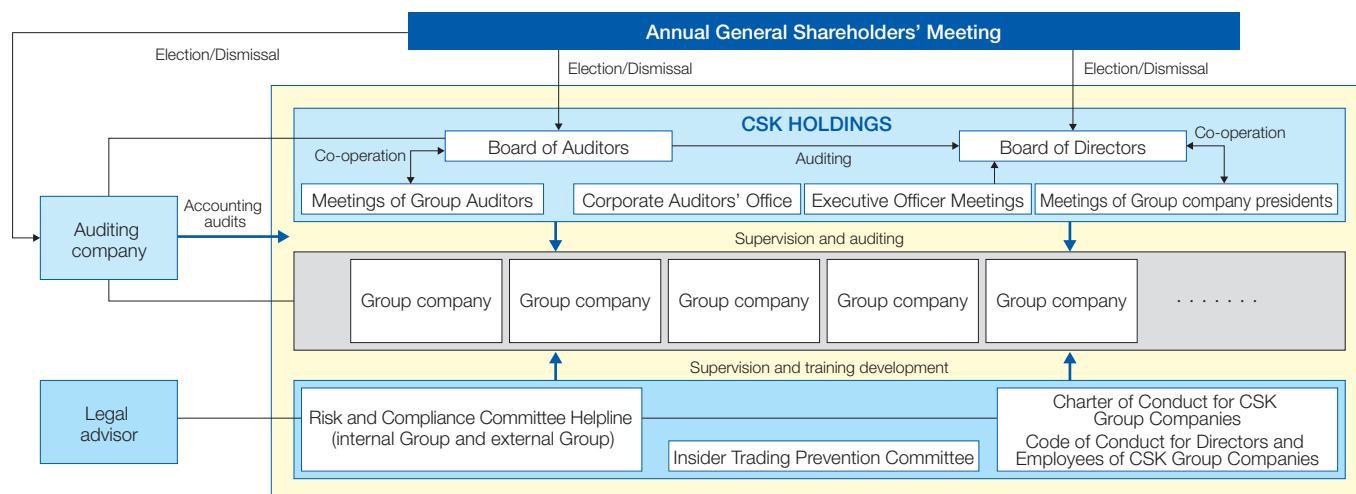 Annual General Shareholders’ Meeting
Election/Dismissal
Election/Dismissal
Election/Dismissal
CSK HOLDINGS
Board of Auditors
Board of Directors
Co-operation
Co-operation
Auditing
Meetings of Group Auditors
Corporate Auditors’ Office
Executive Officer Meetings
Meetings of Group company presidents
Auditing
company
Accounting
audits
Supervision and auditing
Group company
Group company
Group company
Group company
Group company
. . . . . . .
Supervision and training development
Legal
advisor
Risk and Compliance Committee Helpline
(internal Group and external Group)
Insider Trading Prevention Committee
Charter of Conduct for CSK
Group Companies
Code of Conduct for Directors and
Employees of CSK Group Companies